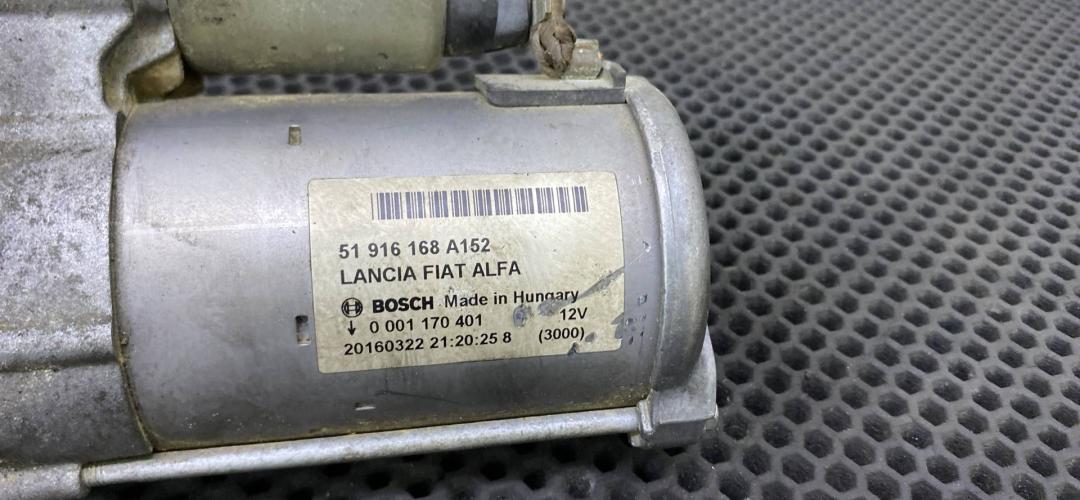 51 916 168 A152
LANCIA FIAT ALFA
BOSCH Made in Hungary
↓ 0 001 170 401 12V
20160322 21:20:25 8 (3000)